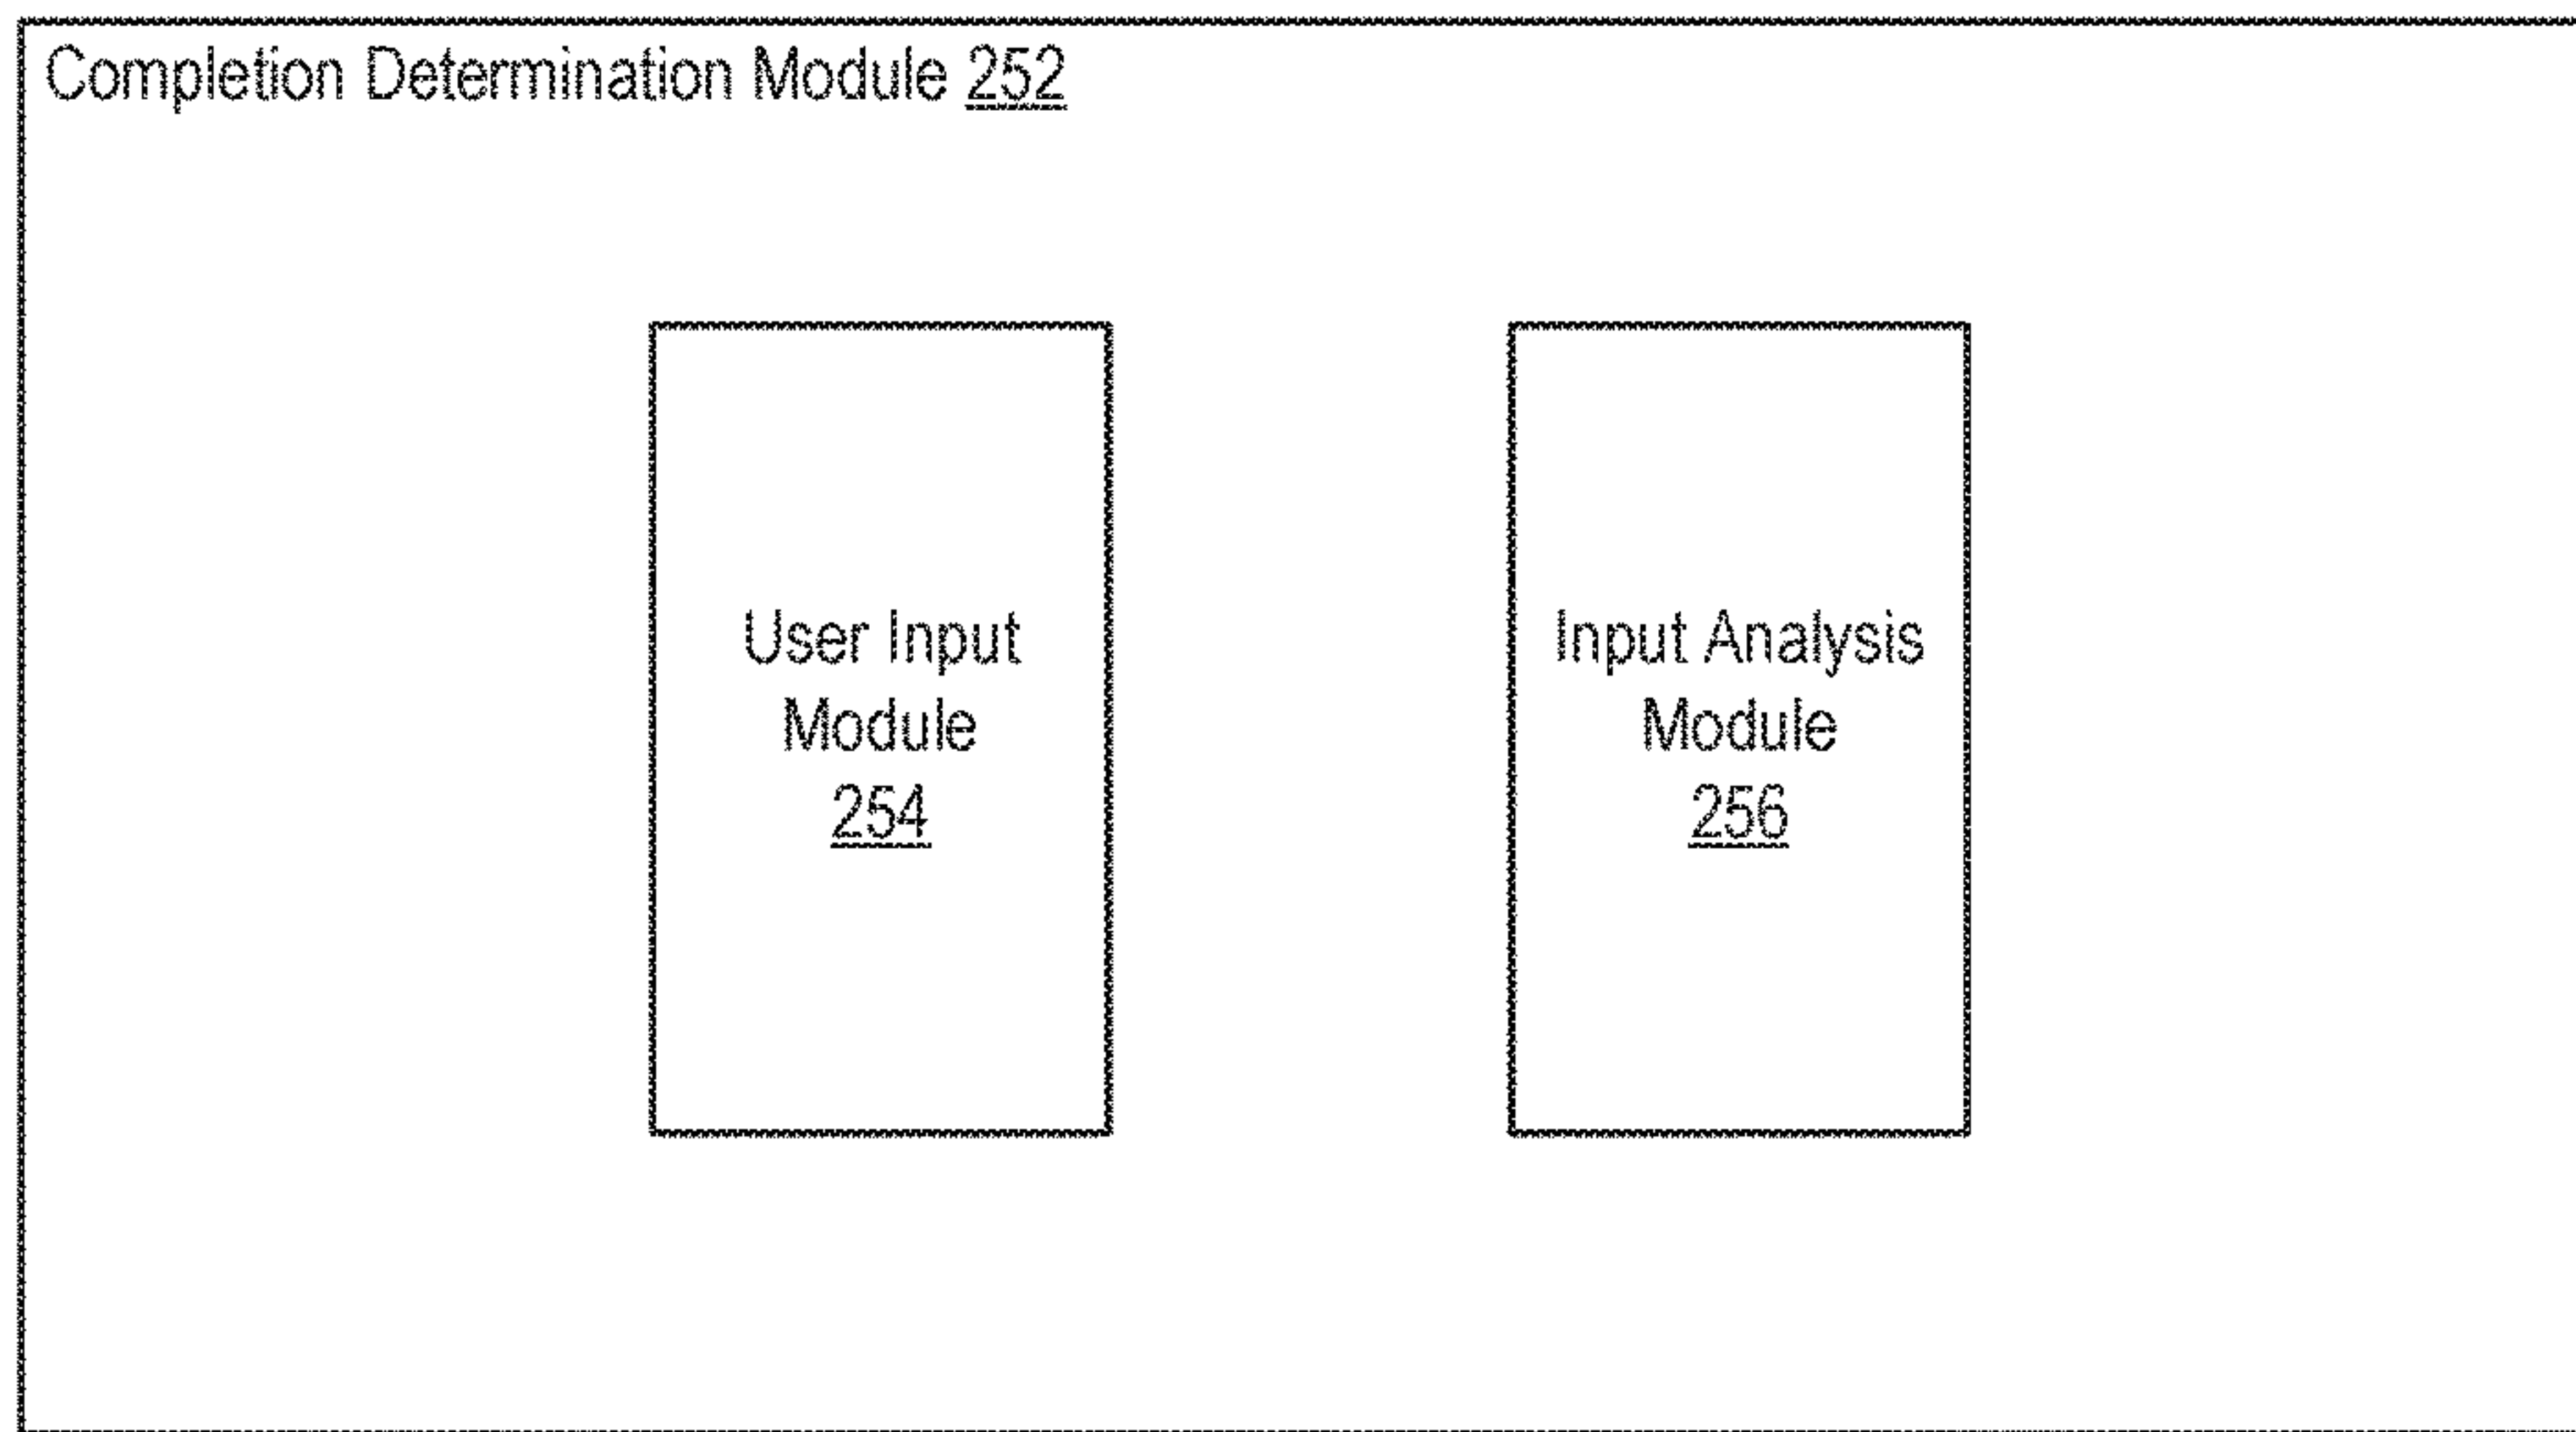 Completion Determination Module 252
User Input
Module
254
Input Analysis
Module
256